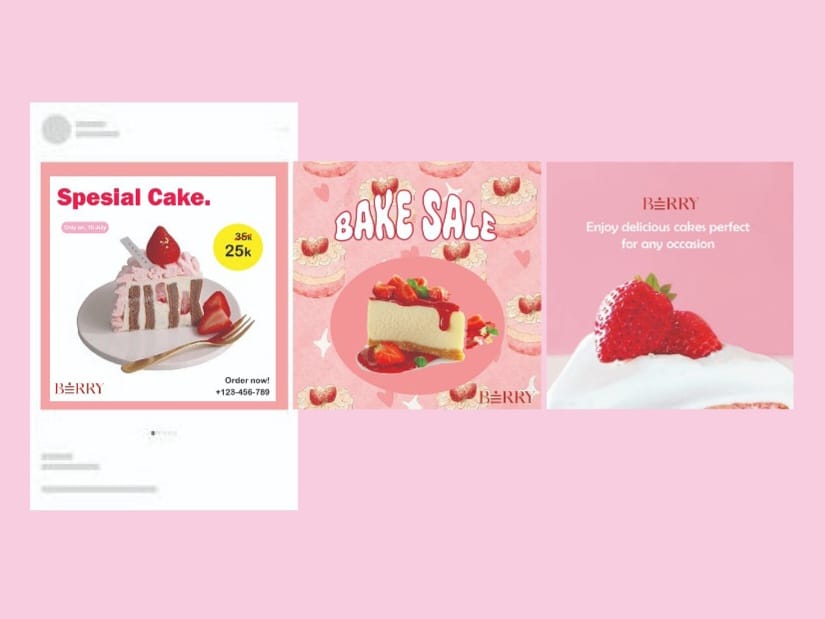 Spesial Cake.
Only on, 10 July
35k
25k
BERRY
Order now!
+123-456-789
BAKE SALE
BERRY
BERRY
Enjoy delicious cakes perfect
for any occasion